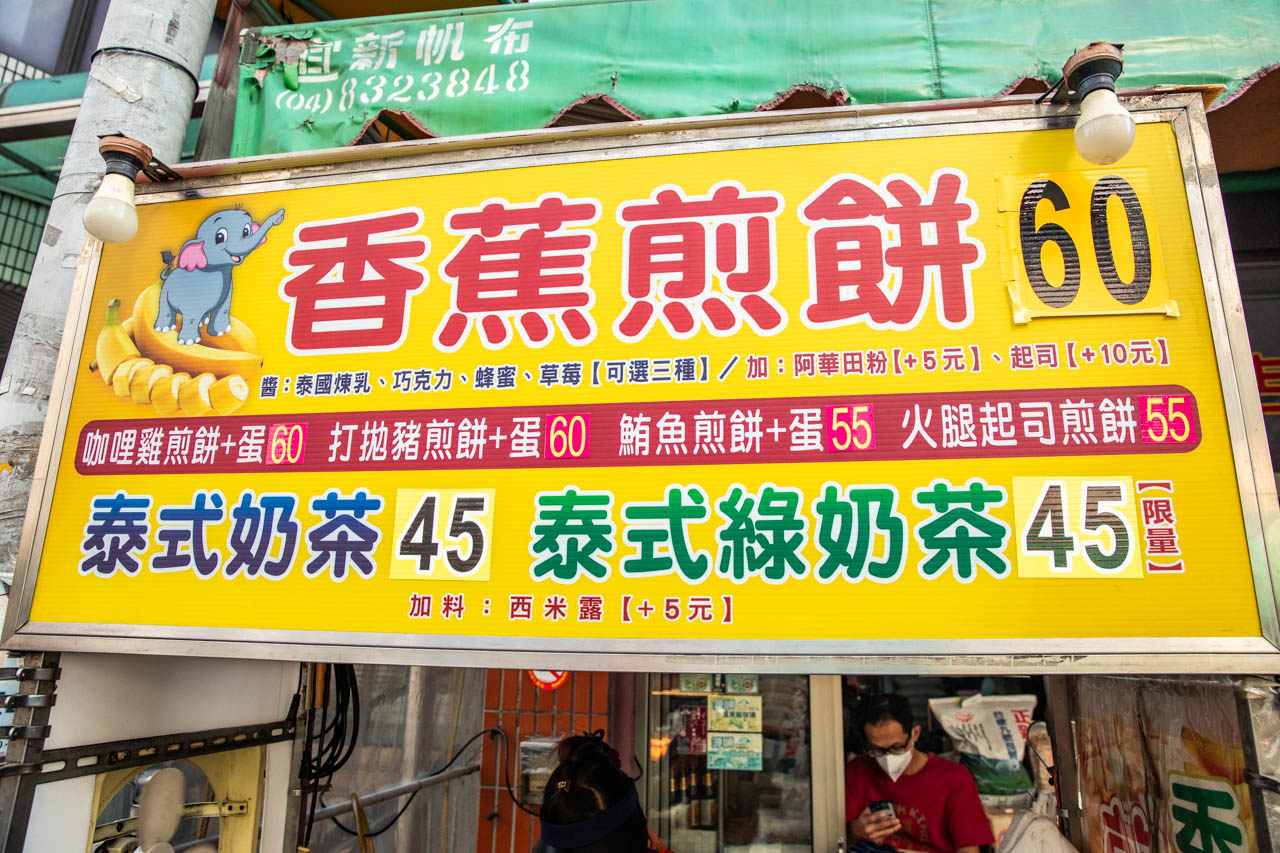 宜新帆布
(04)8323848
香蕉煎餅 60
醬：泰國煉乳、巧克力、蜂蜜、草莓【可選三種】／加：阿華田粉【+5元】、起司【+10元】
咖哩雞煎餅+蛋60 打拋豬煎餅+蛋60 鮪魚煎餅+蛋55 火腿起司煎餅55
泰式奶茶 45 泰式綠奶茶 45【限量】
加料：西米露【+5元】